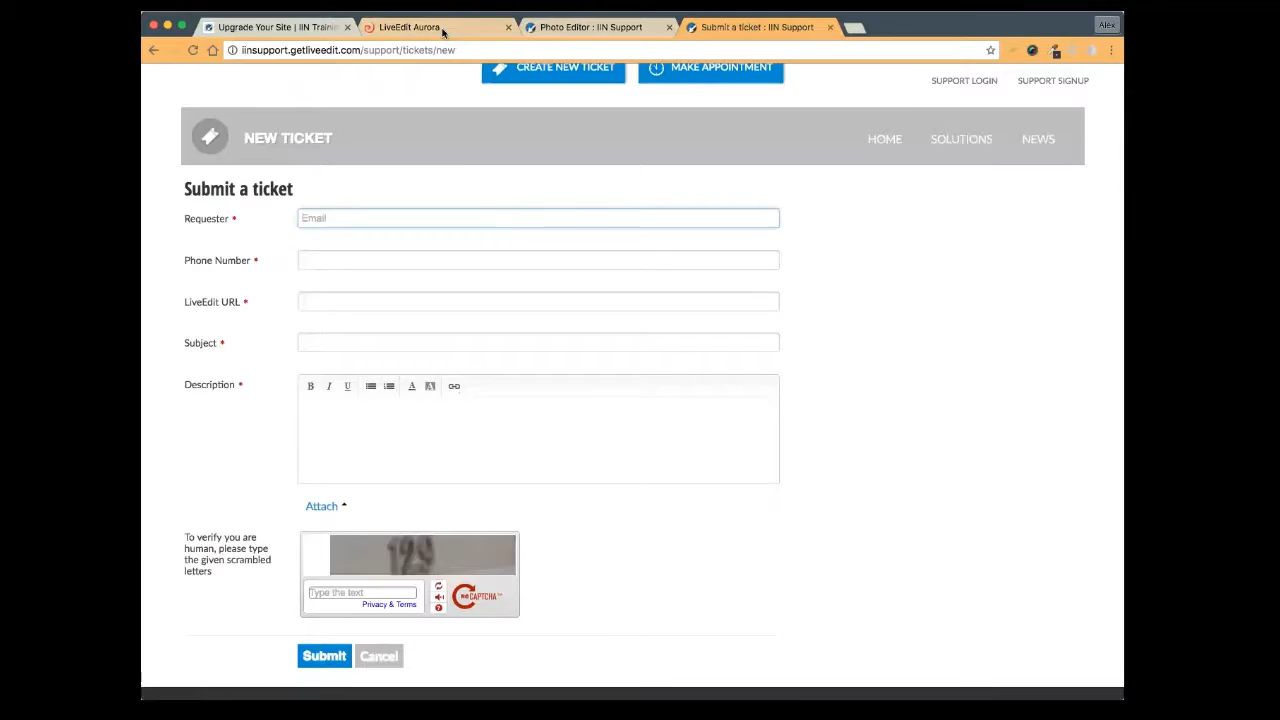 Upgrade Your Site | IIN Trainin
LiveEdit Aurora
Photo Editor : IIN Support
Submit a ticket : IIN Support
Alex
iinsupport.getliveedit.com/support/tickets/new
CREATE NEW TICKET
MAKE APPOINTMENT
SUPPORT LOGIN
SUPPORT SIGNUP
NEW TICKET
HOME
SOLUTIONS
NEWS
Submit a ticket
Requester *
Email
Phone Number *
LiveEdit URL *
Subject *
Description *
B I U A A
Attach
To verify you are
human, please type
the given scrambled
letters
Type the text
Privacy & Terms
reCAPTCHA™
Submit
Cancel